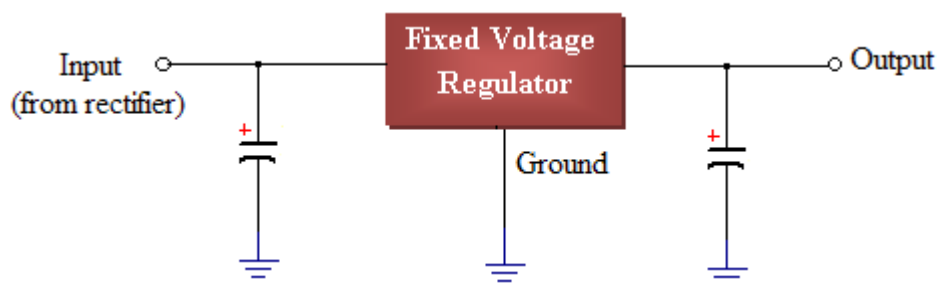 Fixed Voltage
Regulator
Input
(from rectifier)
Output
+
+
Ground